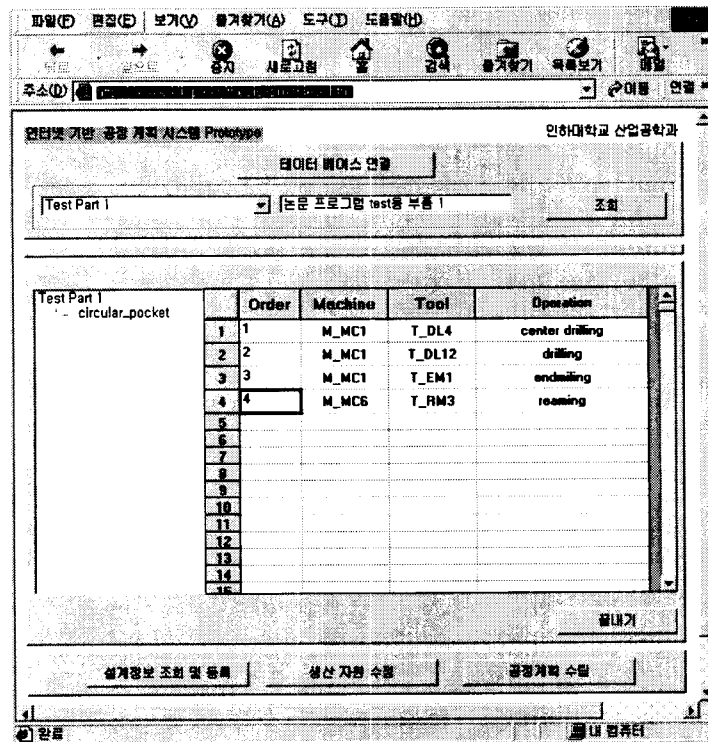 파일(F) 편집(E) 보기(V) 즐겨찾기(A) 도구(T) 도움말(H)
뒤로 앞으로 중지 새로고침 홈 검색 즐겨찾기 목록보기 메일
주소(D) 이동 연결 »
인터넷 기반 공정 계획 시스템 Prototype 인하대학교 산업공학과
데이터 베이스 연결
Test Part 1 논문 프로그램 test용 부품 1 조회
Test Part 1
circular_pocket
Order Machine Tool Operation
1 1 M_MC1 T_DL4 center drilling
2 2 M_MC1 T_DL12 drilling
3 3 M_MC1 T_EM1 endmilling
4 4 M_MC6 T_RM3 reaming
5
6
7
8
9
10
11
12
13
14
15
끝내기
설계정보 조회 및 등록 생산 자원 수정 공정계획 수립
완료 내 컴퓨터